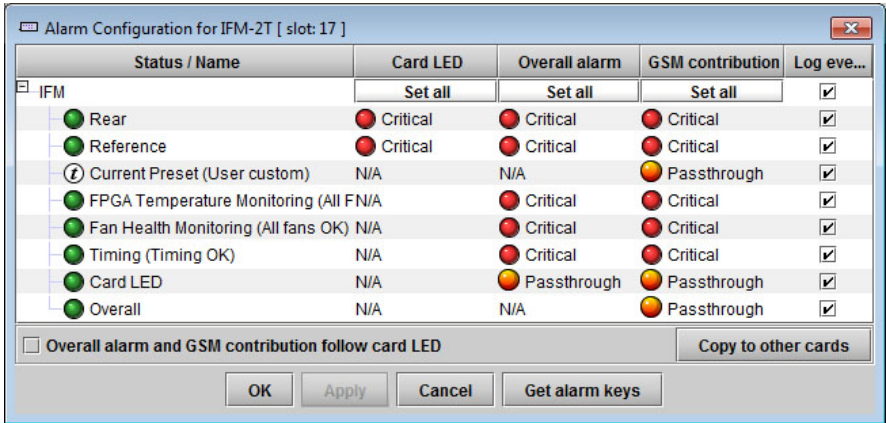 Alarm Configuration for IFM-2T [ slot: 17 ]
Status / Name Card LED Overall alarm GSM contribution Log eve...
IFM Set all Set all Set all
Rear Critical Critical Critical
Reference Critical Critical Critical
t Current Preset (User custom) N/A N/A Passthrough
FPGA Temperature Monitoring (All F N/A Critical Critical
Fan Health Monitoring (All fans OK) N/A Critical Critical
Timing (Timing OK) N/A Critical Critical
Card LED N/A Passthrough Passthrough
Overall N/A N/A Passthrough
Overall alarm and GSM contribution follow card LED Copy to other cards
OK Apply Cancel Get alarm keys